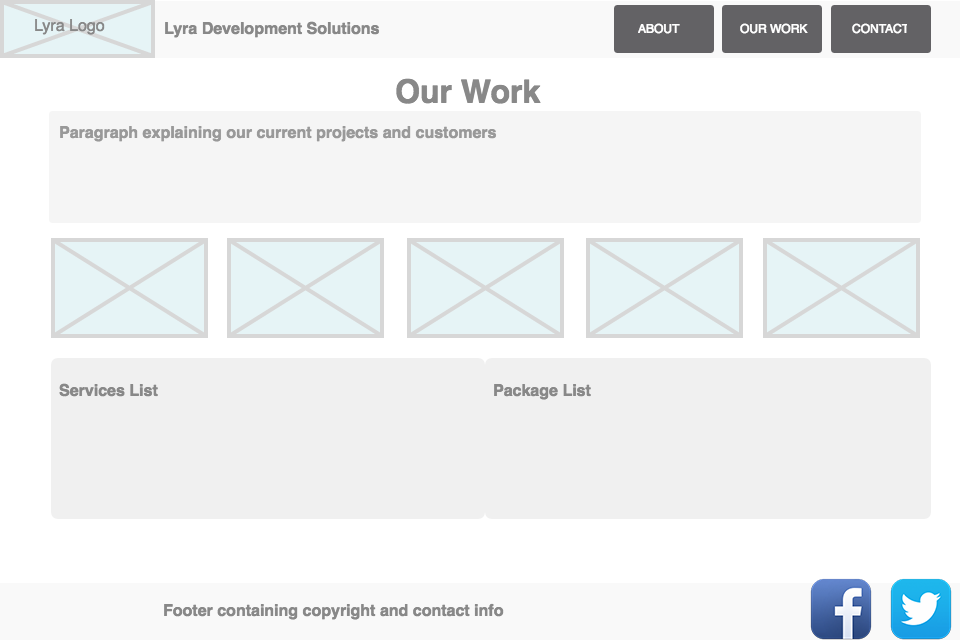 Lyra Logo
Lyra Development Solutions
ABOUT
OUR WORK
CONTACT
Our Work
Paragraph explaining our current projects and customers
Services List
Package List
Footer containing copyright and contact info